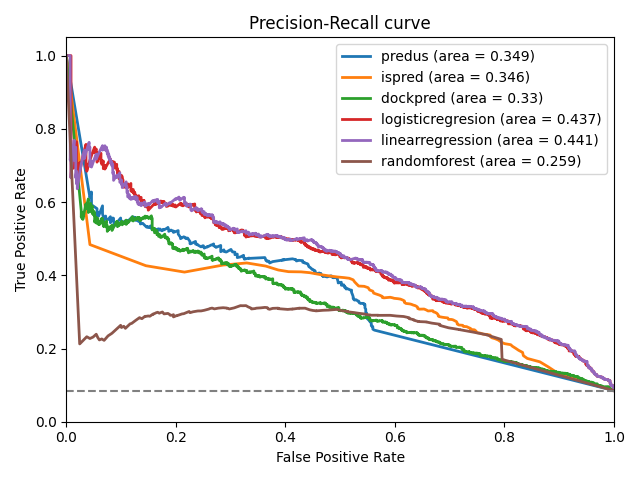 Precision-Recall curve
predus (area = 0.349)
ispred (area = 0.346)
dockpred (area = 0.33)
logisticregresion (area = 0.437)
linearregression (area = 0.441)
randomforest (area = 0.259)
True Positive Rate
1.0
0.8
0.6
0.4
0.2
0.0
0.0 0.2 0.4 0.6 0.8 1.0
False Positive Rate